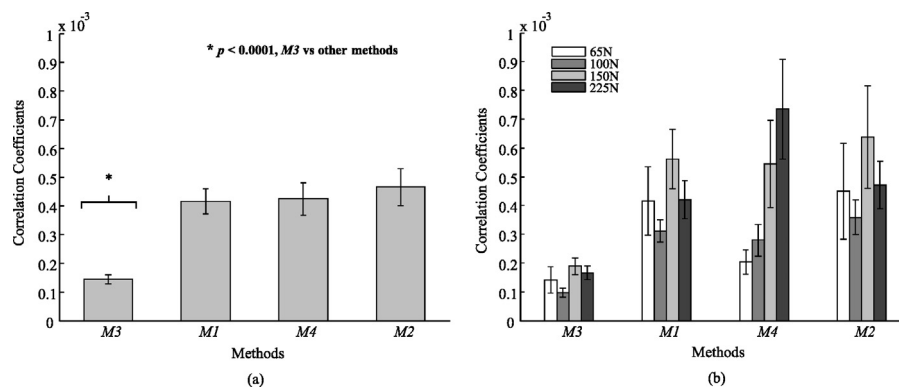 x 10⁻³
1
0.9
0.8
0.7
0.6
0.5
0.4
0.3
0.2
0.1
0
Correlation Coefficients
* p < 0.0001, M3 vs other methods
*
M3 M1 M4 M2
Methods
(a)
x 10⁻³
1
0.9
0.8
0.7
0.6
0.5
0.4
0.3
0.2
0.1
0
Correlation Coefficients
65N
100N
150N
225N
M3 M1 M4 M2
Methods
(b)